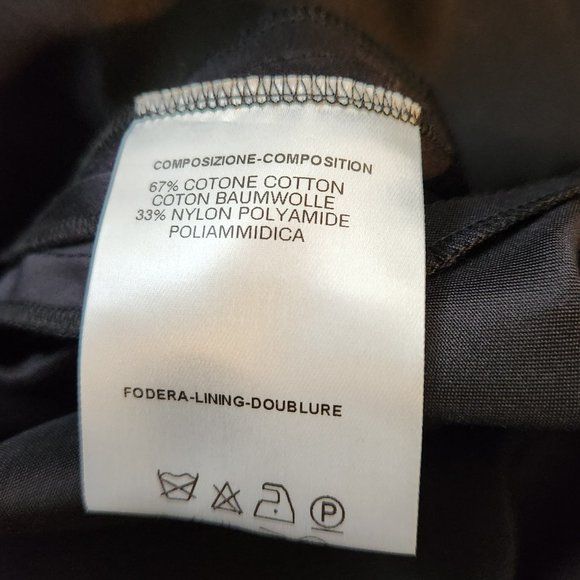 COMPOSIZIONE-COMPOSITION
67% COTONE COTTON
COTON BAUMWOLLE
33% NYLON POLYAMIDE
POLIAMMIDICA
FODERA-LINING-DOUBLURE
P